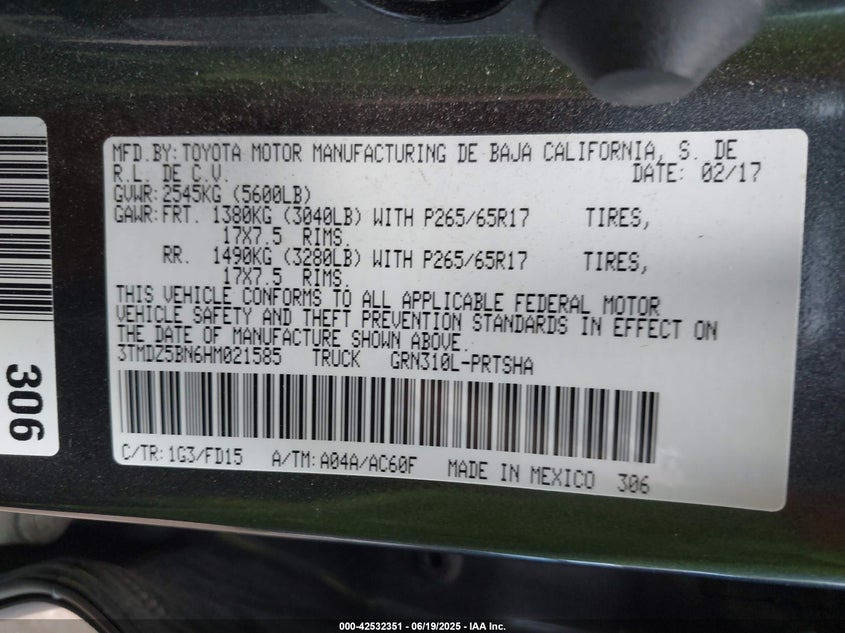 MFD.BY:TOYOTA MOTOR MANUFACTURING DE BAJA CALIFORNIA, S. DE
R.L. DE C.V. DATE: 02/17
GVWR:2545KG (5600LB)
GAWR:FRT. 1380KG (3040LB) WITH P265/65R17 TIRES,
17X7.5 RIMS.
RR. 1490KG (3280LB) WITH P265/65R17 TIRES,
17X7.5 RIMS.
THIS VEHICLE CONFORMS TO ALL APPLICABLE FEDERAL MOTOR
VEHICLE SAFETY AND THEFT PREVENTION STANDARDS IN EFFECT ON
THE DATE OF MANUFACTURE SHOWN ABOVE.
3TMDZ5BN6HM021585 TRUCK GRN310L-PRTSHA
C/TR:1G3/FD15 A/TM:A04A/AC60F MADE IN MEXICO 306
306
000-42532351 - 06/19/2025 - IAA Inc.